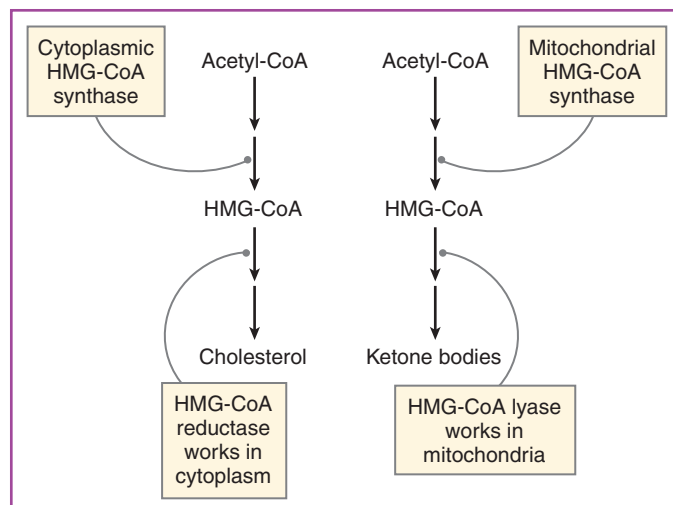 Cytoplasmic
HMG-CoA
synthase
Acetyl-CoA
Acetyl-CoA
Mitochondrial
HMG-CoA
synthase
HMG-CoA
HMG-CoA
Cholesterol
Ketone bodies
HMG-CoA
reductase
works in
cytoplasm
HMG-CoA lyase
works in
mitochondria